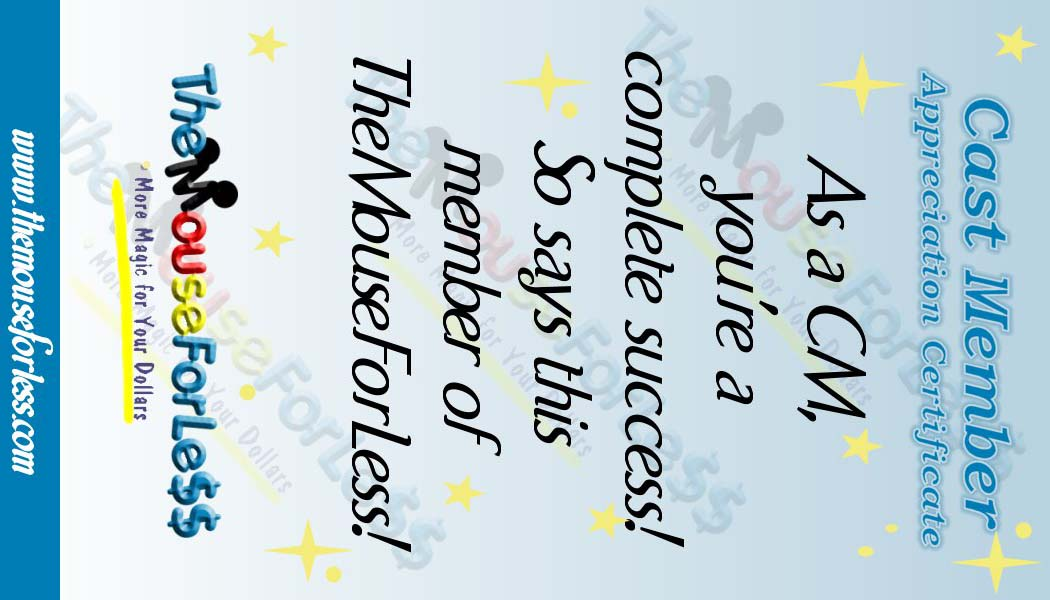 Cast Member
Appreciation Certificate
As a CM,
you're a
complete success!
So says this
member of
TheMouseForLess!
TheMouseForLe$$
More Magic for Your Dollars
www.themouseforless.com